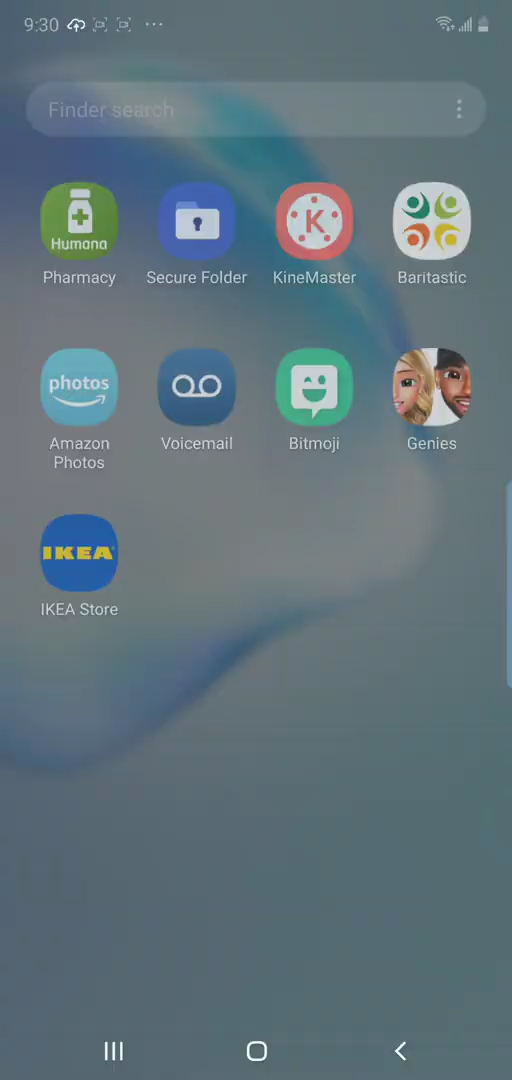 9:30
Finder search
Humana
K
Pharmacy
Secure Folder
KineMaster
Baritastic
photos
Amazon
Photos
Voicemail
Bitmoji
Genies
IKEA
IKEA Store